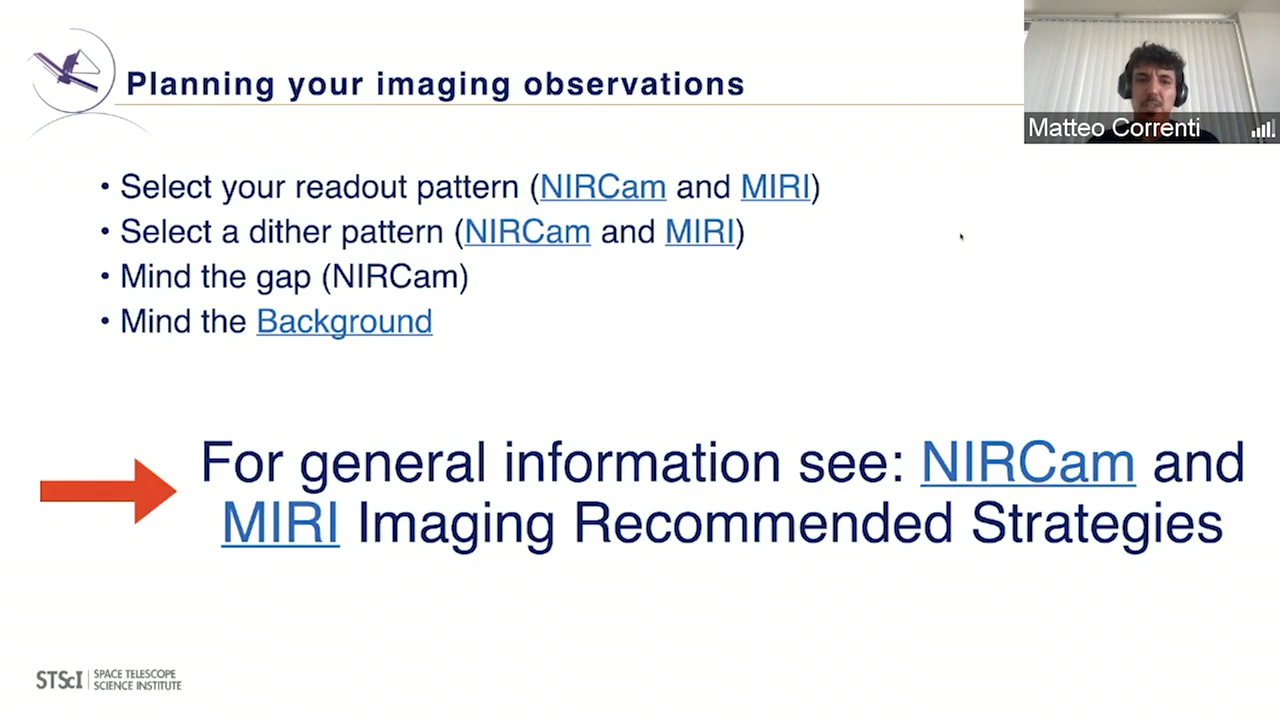 Planning your imaging observations
Matteo Correnti
• Select your readout pattern (NIRCam and MIRI)
• Select a dither pattern (NIRCam and MIRI)
• Mind the gap (NIRCam)
• Mind the Background
For general information see: NIRCam and
MIRI Imaging Recommended Strategies
STScI | SPACE TELESCOPE
SCIENCE INSTITUTE